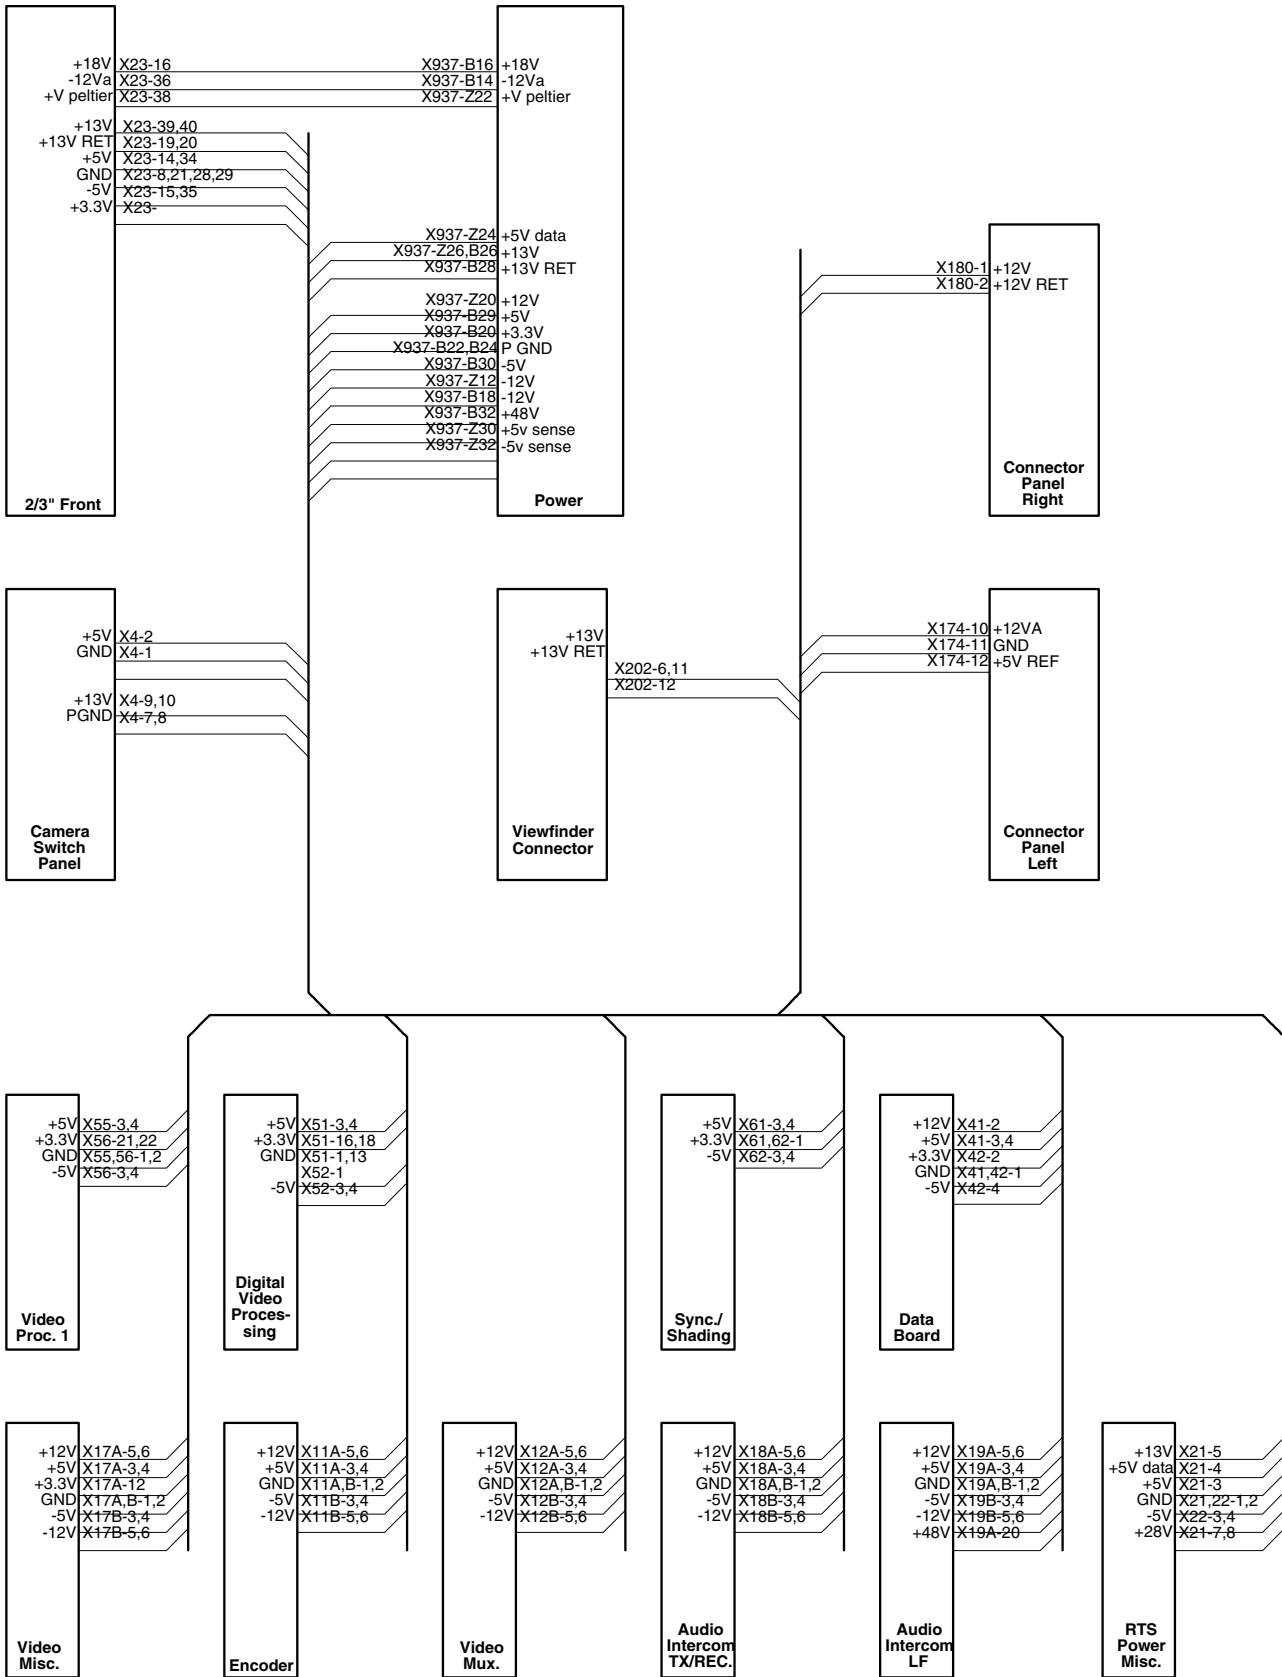 +18V X23-16
-12Va X23-36
+V peltier X23-38
+13V X23-39,40
+13V RET X23-19,20
+5V X23-14,34
GND X23-8,21,28,29
-5V X23-15,35
+3.3V X23-
2/3" Front
X937-B16 +18V
X937-B14 -12Va
X937-Z22 +V peltier
X937-Z24 +5V data
X937-Z26,B26 +13V
X937-B28 +13V RET
X937-Z20 +12V
X937-B29 +5V
X937-B20 +3.3V
X937-B22,B24 P GND
X937-B30 -5V
X937-Z12 -12V
X937-B18 -12V
X937-B32 +48V
X937-Z30 +5v sense
X937-Z32 -5v sense
Power
X180-1 +12V
X180-2 +12V RET
Connector
Panel
Right
+5V X4-2
GND X4-1
+13V X4-9,10
PGND X4-7,8
Camera
Switch
Panel
+13V
+13V RET
X202-6,11
X202-12
Viewfinder
Connector
X174-10 +12VA
X174-11 GND
X174-12 +5V REF
Connector
Panel
Left
+5V X55-3,4
+3.3V X56-21,22
GND X55,56-1,2
-5V X56-3,4
Video
Proc. 1
+5V X51-3,4
+3.3V X51-16,18
GND X51-1,13
X52-1
-5V X52-3,4
Digital
Video
Proces-
sing
+5V X61-3,4
+3.3V X61,62-1
-5V X62-3,4
Sync./
Shading
+12V X41-2
+5V X41-3,4
+3.3V X42-2
GND X41,42-1
-5V X42-4
Data
Board
+12V X17A-5,6
+5V X17A-3,4
+3.3V X17A-12
GND X17A,B-1,2
-5V X17B-3,4
-12V X17B-5,6
Video
Misc.
+12V X11A-5,6
+5V X11A-3,4
GND X11A,B-1,2
-5V X11B-3,4
-12V X11B-5,6
Encoder
+12V X12A-5,6
+5V X12A-3,4
GND X12A,B-1,2
-5V X12B-3,4
-12V X12B-5,6
Video
Mux.
+12V X18A-5,6
+5V X18A-3,4
GND X18A,B-1,2
-5V X18B-3,4
-12V X18B-5,6
Audio
Intercom
TX/REC.
+12V X19A-5,6
+5V X19A-3,4
GND X19A,B-1,2
-5V X19B-3,4
-12V X19B-5,6
+48V X19A-20
Audio
Intercom
LF
+13V X21-5
+5V data X21-4
+5V X21-3
GND X21,22-1,2
-5V X22-3,4
+28V X21-7,8
RTS
Power
Misc.